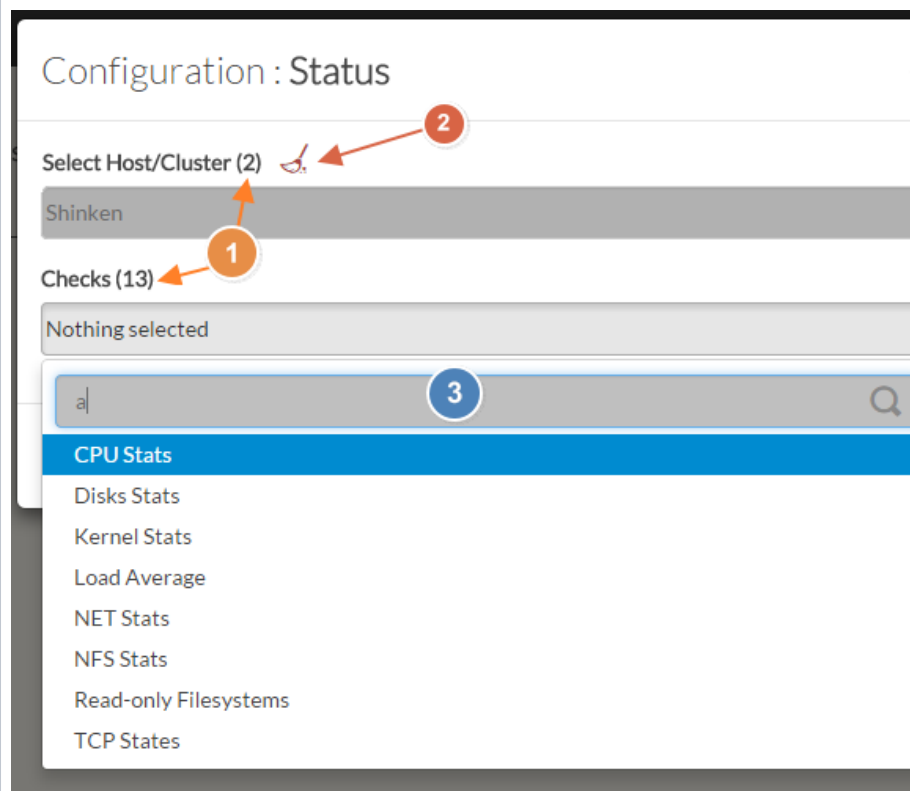 Configuration : Status
2
Select Host/Cluster (2)
Shinken
1
Checks (13)
Nothing selected
a
3
CPU Stats
Disks Stats
Kernel Stats
Load Average
NET Stats
NFS Stats
Read-only Filesystems
TCP States